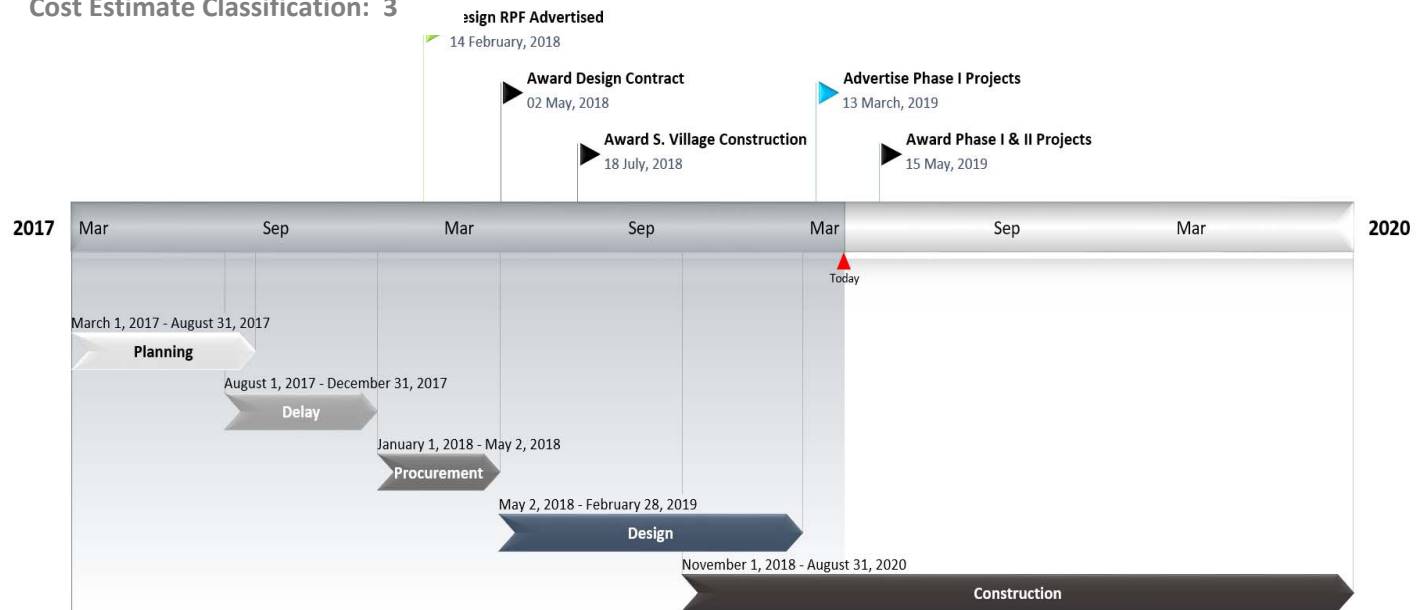 Cost Estimate Classification: 3
esign RPF Advertised
14 February, 2018
Award Design Contract
02 May, 2018
Advertise Phase I Projects
13 March, 2019
Award S. Village Construction
18 July, 2018
Award Phase I & II Projects
15 May, 2019
2017 Mar Sep Mar Sep Mar Sep Mar 2020
Today
March 1, 2017 - August 31, 2017
Planning
August 1, 2017 - December 31, 2017
Delay
January 1, 2018 - May 2, 2018
Procurement
May 2, 2018 - February 28, 2019
Design
November 1, 2018 - August 31, 2020
Construction